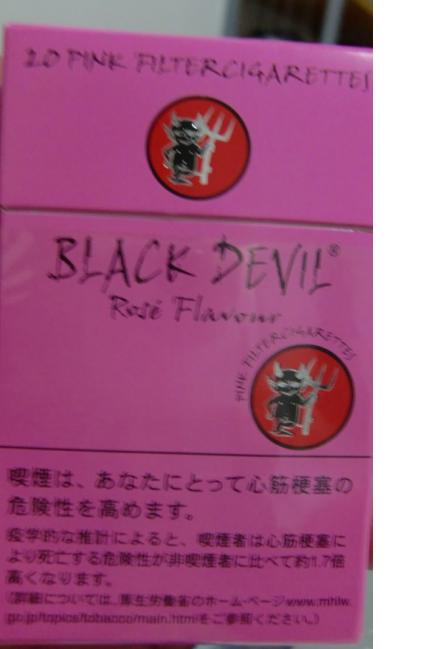 20 PINK FILTERCIGARETTES
BLACK DEVIL®
Rosé Flavour
PINK FILTERCIGARETTES
喫煙は、あなたにとって心筋梗塞の
危険性を高めます。
疫学的な推計によると、喫煙者は心筋梗塞に
より死亡する危険性が非喫煙者に比べて約1.7倍
高くなります。
(詳細については、厚生労働省のホーム・ページwww.mhlw.
go.jp/topics/tobacco/main.htmlをご参照ください。)